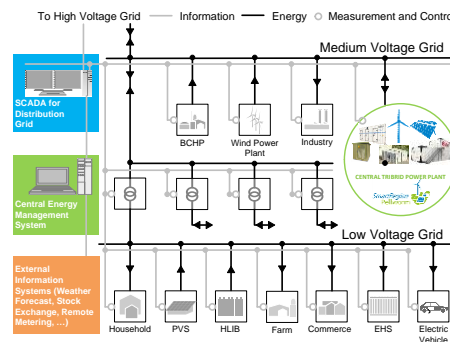 To High Voltage Grid
Information
Energy
Measurement and Control
Medium Voltage Grid
SCADA for
Distribution
Grid
BCHP
Wind Power
Plant
Industry
CENTRAL TRIBRID POWER PLANT
SmartRegion
Pellworm
Central Energy
Management
System
Low Voltage Grid
External
Information
Systems (Weather
Forecast, Stock
Exchange, Remote
Metering, ...)
Household
PVS
HLIB
Farm
Commerce
EHS
Electric
Vehicle